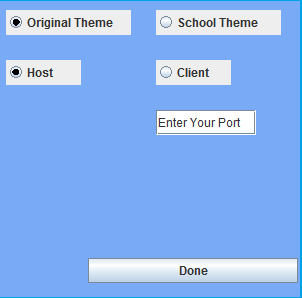 Original Theme School Theme
Host Client
Enter Your Port
Done